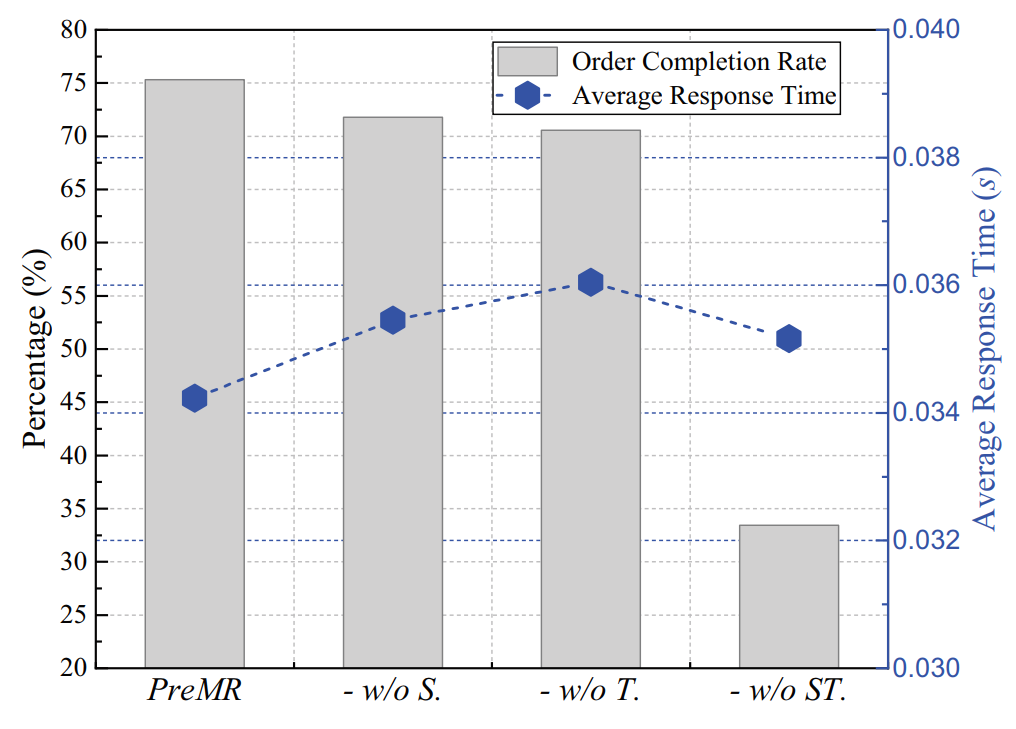 Order Completion Rate
Average Response Time
Percentage (%)
80
75
70
65
60
55
50
45
40
35
30
25
20
0.040
0.038
0.036
0.034
0.032
0.030
Average Response Time (s)
PreMR
- w/o S.
- w/o T.
- w/o ST.